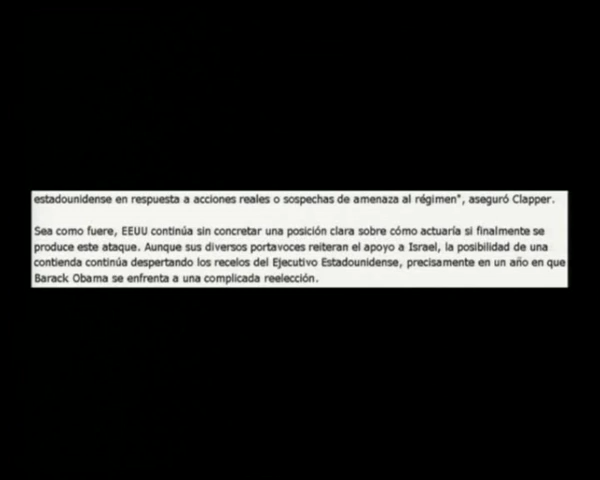 estadounidense en respuesta a acciones reales o sospechas de amenaza al régimen", aseguró Clapper.
Sea como fuere, EEUU continúa sin concretar una posición clara sobre cómo actuaría si finalmente se
produce este ataque. Aunque sus diversos portavoces reiteran el apoyo a Israel, la posibilidad de una
contienda continúa despertando los recelos del Ejecutivo Estadounidense, precisamente en un año en que
Barack Obama se enfrenta a una complicada reelección.